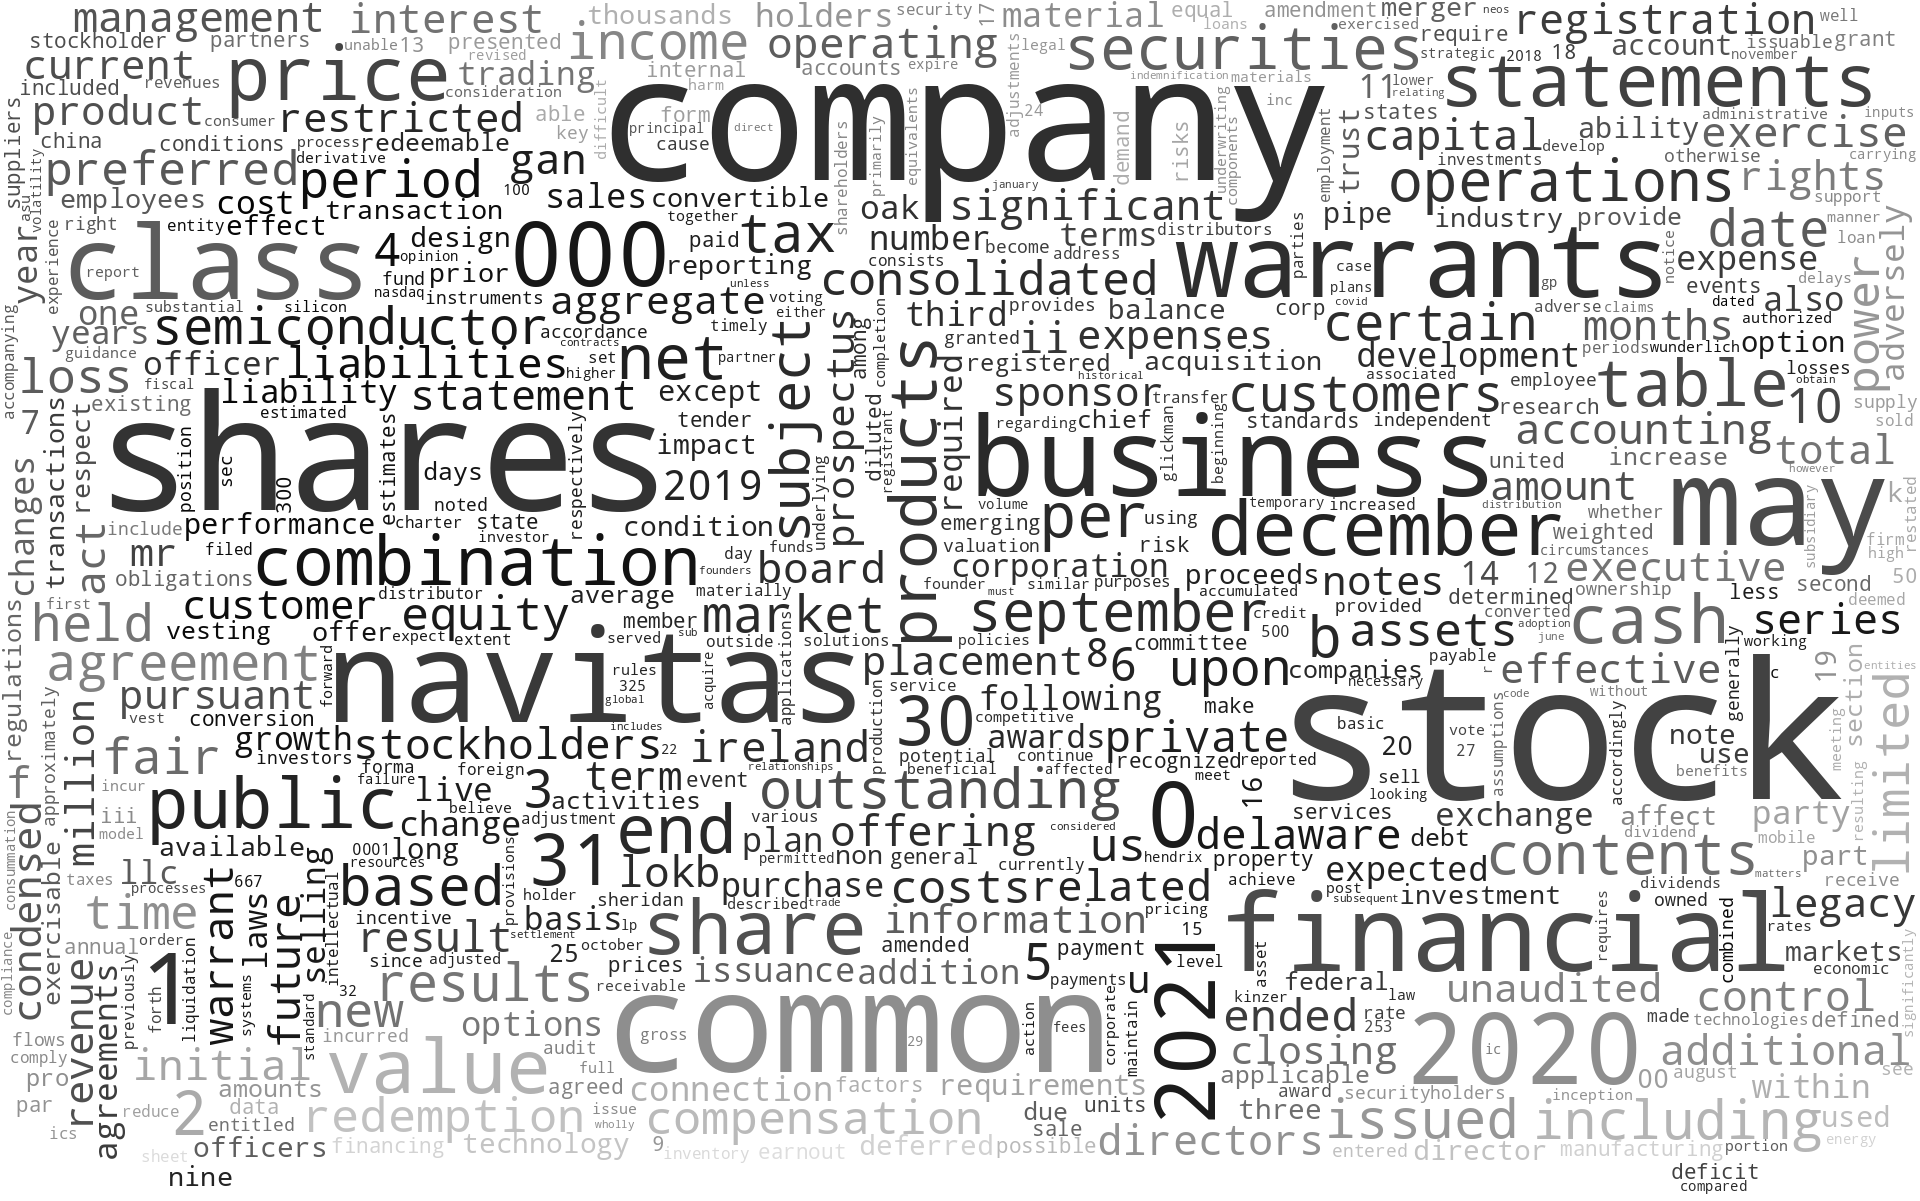 management interest thousands holders security 17 material equal amendment merger neos registration well
stockholder partners unable 13 presented revised income operating securities exercised require strategic 2018 18 account issuable grant november
current included revenues price trading consideration internal harm accounts expire adjustments legal loans indemnification materials 11 lower relating statements
suppliers product consumer restricted able key form difficult company principal cause direct 24 demand risks underwriting components inc states administrative inputs
china conditions process redeemable derivative gan shareholders primarily equivalents employment trust capital ability exercise develop otherwise carrying investments
preferred period 100 sales convertible january operations rights support
asu volatility employees cost transaction together oak significant pipe industry provide date manner
year right entity effect 4 design opinion 000 paid tax number become terms distributors parties address consists warrants notice expense loan adversely
class report fund prior reporting unless consolidated case plans covid gp events delays
experience substantial silicon nasdaq instruments aggregate voting either completion prospectus third provides balance corp adverse claims dated also power
accompanying one years semiconductor accordance contracts timely among granted ii expenses certain months authorized
guidance officer liabilities set higher net partner subject registered acquisition historical development associated periods wunderlich option
loss fiscal liability statement except products required sponsor transfer customers employee table losses obtain
7 existing estimated tender diluted regarding chief standards independent research 10 supply sold
shares position sec 300 estimates days respectively impact registrant business glickman beginning accounting increase total however
changes transactions respect 2019 underlying united amount may k
act include performance noted charter state investor condition volume temporary increased distribution whether restated
mr filed combination day funds emerging per using december weighted subsidiary firm high
obligations founders board valuation risk circumstances
regulations first customer distributor average materially corporation founder must similar purposes proceeds accumulated notes 14 12 executive ownership less second 50
held vesting offer equity expect extent member market september provided credit 500 determined converted adoption june b assets cash series deemed
agreement served sub outside applications solutions policies committee companies payable r generally working
forward navitas rules 325 global acquire placement 8 6 upon necessary effective 19 section entities
pursuant vest conversion includes production service following make stock code without c
approximately million growth stockholders 22 ireland 30 competitive awards private basic 20 vote 27 assumptions accordingly note use benefits meeting limited
fair investors forma failure foreign relationships potential beneficial continue affected recognized reported meet sell looking
f incur iii model public live believe 3 term event activities adjustment outstanding 16 services exchange affect party resulting
condensed consummation available change long 0001 resources end various plan offering considered 0 delaware debt dividend mobile
taxes llc processes 667 31 lokb permitted non general currently us hendrix property expected contents matters part receive
exercisable time warrant laws future selling intellectual based provisions holder sheridan purchase described trade costs related achieve post subsequent investment dividends owned legacy
compliance annual order incentive basis lp settlement share information pricing 15 financial requires combined rates
since adjusted result 25 october amended 5 payment level asset markets economic
revenue agreements previously 1 forth liquidation systems standard 32 results prices receivable issuance addition payments u 2021 federal unaudited control significantly
new options common gross 29 action fees corporate maintain kinzer law ended rate 253 2020 made technologies defined
flows comply incurred audit full ic closing additional
pro initial amounts value agreed connection factors requirements applicable award securityholders inception 00 august within see
par reduce 2 data entitled redemption issue wholly compensation due units three issued including used
ics sheet officers financing technology 9 inventory earnout deferred possible sale directors entered director manufacturing portion energy
nine deficit compared